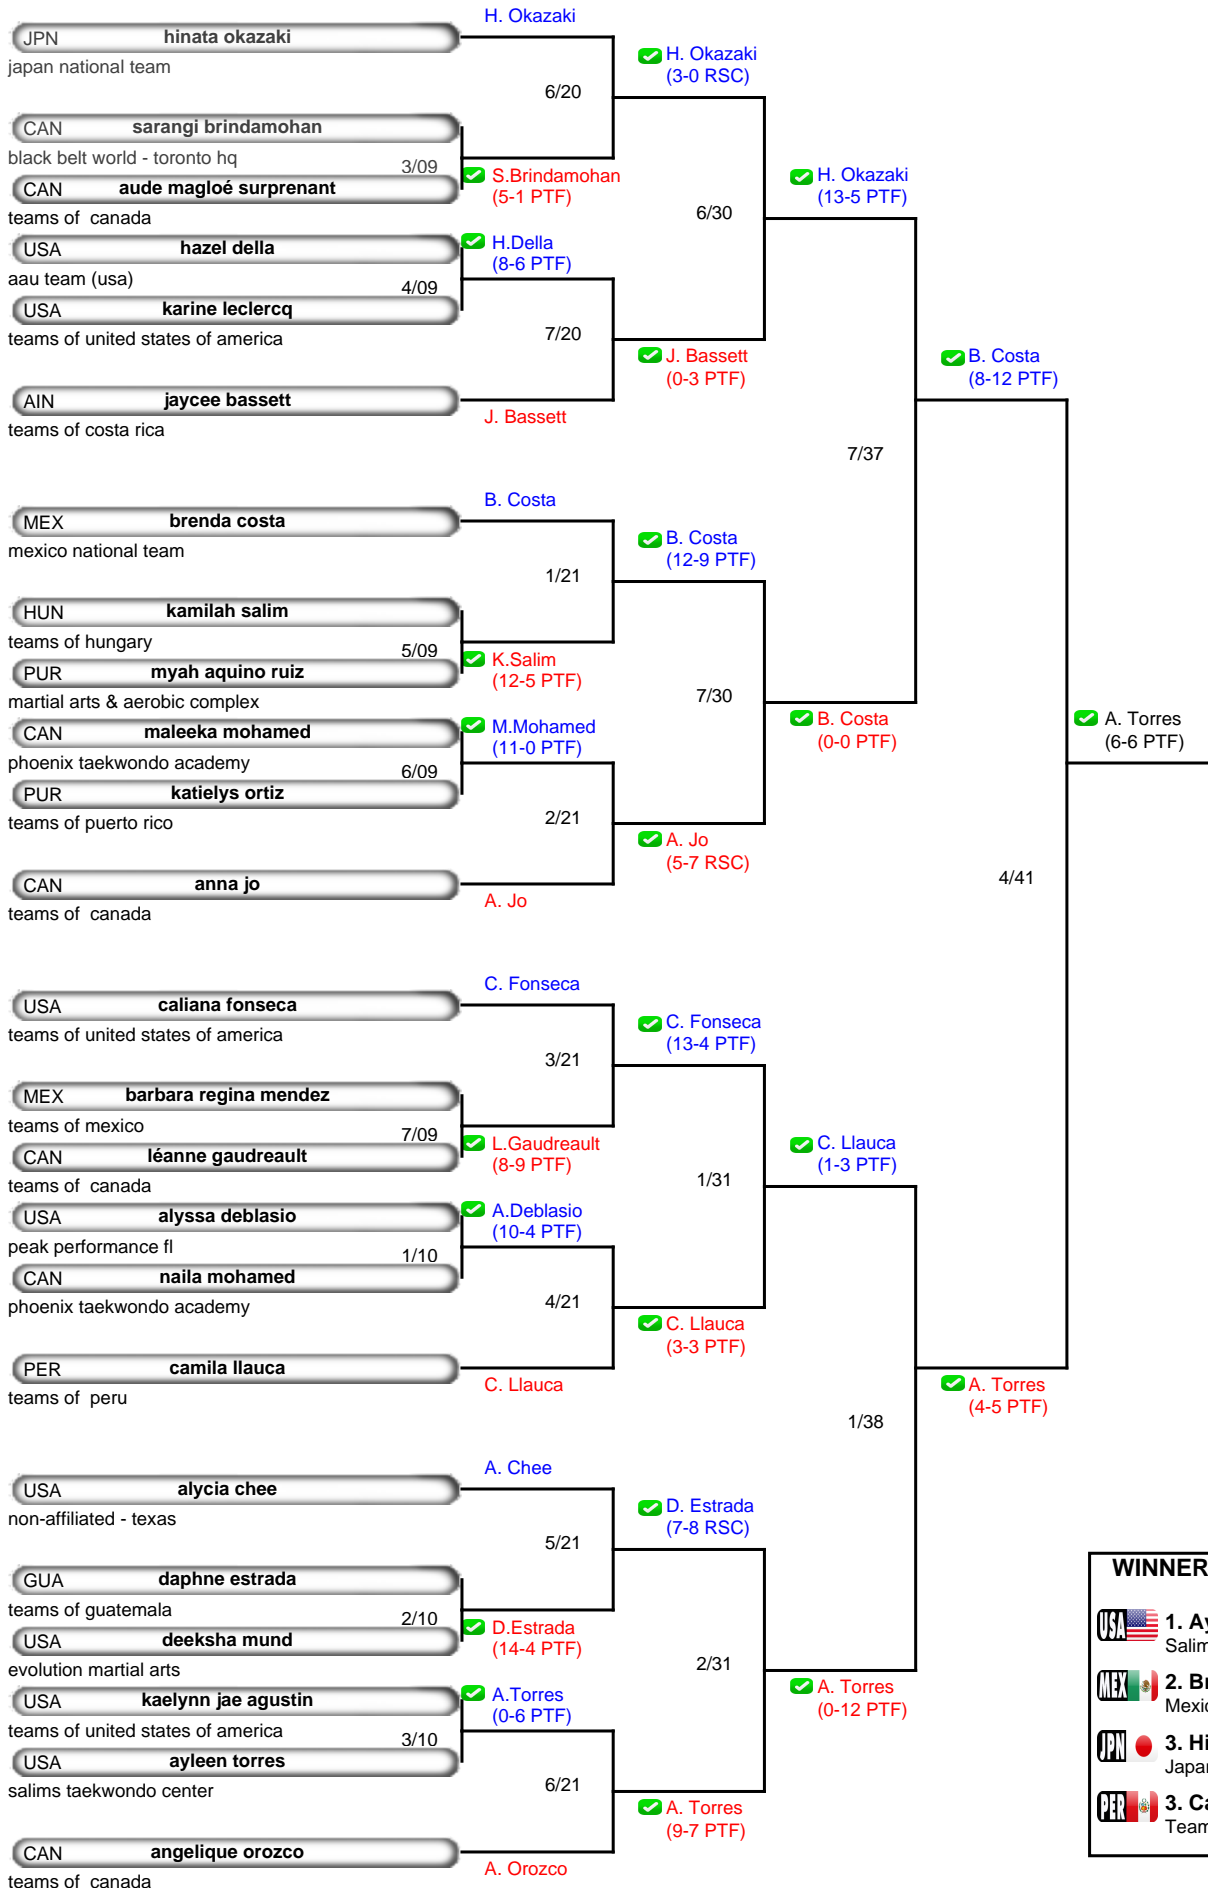 H. Okazaki
JPN hinata okazaki
japan national team
H. Okazaki
(3-0 RSC)
6/20
CAN sarangi brindamohan
black belt world - toronto hq
3/09
CAN aude magloé surprenant
teams of  canada
S.Brindamohan
(5-1 PTF)
H. Okazaki
(13-5 PTF)
6/30
USA hazel della
aau team (usa)
H.Della
(8-6 PTF)
4/09
USA karine leclercq
teams of united states of america
7/20
J. Bassett
(0-3 PTF)
B. Costa
(8-12 PTF)
AIN jaycee bassett
teams of costa rica
J. Bassett
7/37
B. Costa
MEX brenda costa
mexico national team
B. Costa
(12-9 PTF)
1/21
HUN kamilah salim
teams of hungary
5/09
PUR myah aquino ruiz
martial arts & aerobic complex
K.Salim
(12-5 PTF)
7/30
CAN maleeka mohamed
phoenix taekwondo academy
M.Mohamed
(11-0 PTF)
B. Costa
(0-0 PTF)
A. Torres
(6-6 PTF)
6/09
PUR katielys ortiz
teams of puerto rico
2/21
A. Jo
(5-7 RSC)
CAN anna jo
teams of  canada
A. Jo
4/41
C. Fonseca
USA caliana fonseca
teams of united states of america
C. Fonseca
(13-4 PTF)
3/21
MEX barbara regina mendez
teams of mexico
7/09
CAN léanne gaudreault
teams of  canada
L.Gaudreault
(8-9 PTF)
C. Llauca
(1-3 PTF)
1/31
USA alyssa deblasio
peak performance fl
A.Deblasio
(10-4 PTF)
1/10
CAN naila mohamed
phoenix taekwondo academy
4/21
C. Llauca
(3-3 PTF)
PER camila llauca
teams of  peru
C. Llauca
A. Torres
(4-5 PTF)
1/38
A. Chee
USA alycia chee
non-affiliated - texas
D. Estrada
(7-8 RSC)
5/21
GUA daphne estrada
teams of guatemala
2/10
USA deeksha mund
evolution martial arts
D.Estrada
(14-4 PTF)
2/31
USA kaelynn jae agustin
teams of united states of america
A.Torres
(0-6 PTF)
A. Torres
(0-12 PTF)
3/10
USA ayleen torres
salims taekwondo center
6/21
A. Torres
(9-7 PTF)
CAN angelique orozco
teams of  canada
A. Orozco
WINNER
USA 1. Ay
Salim
MEX 2. Br
Mexic
JPN 3. Hi
Japan
PER 3. Ca
Team